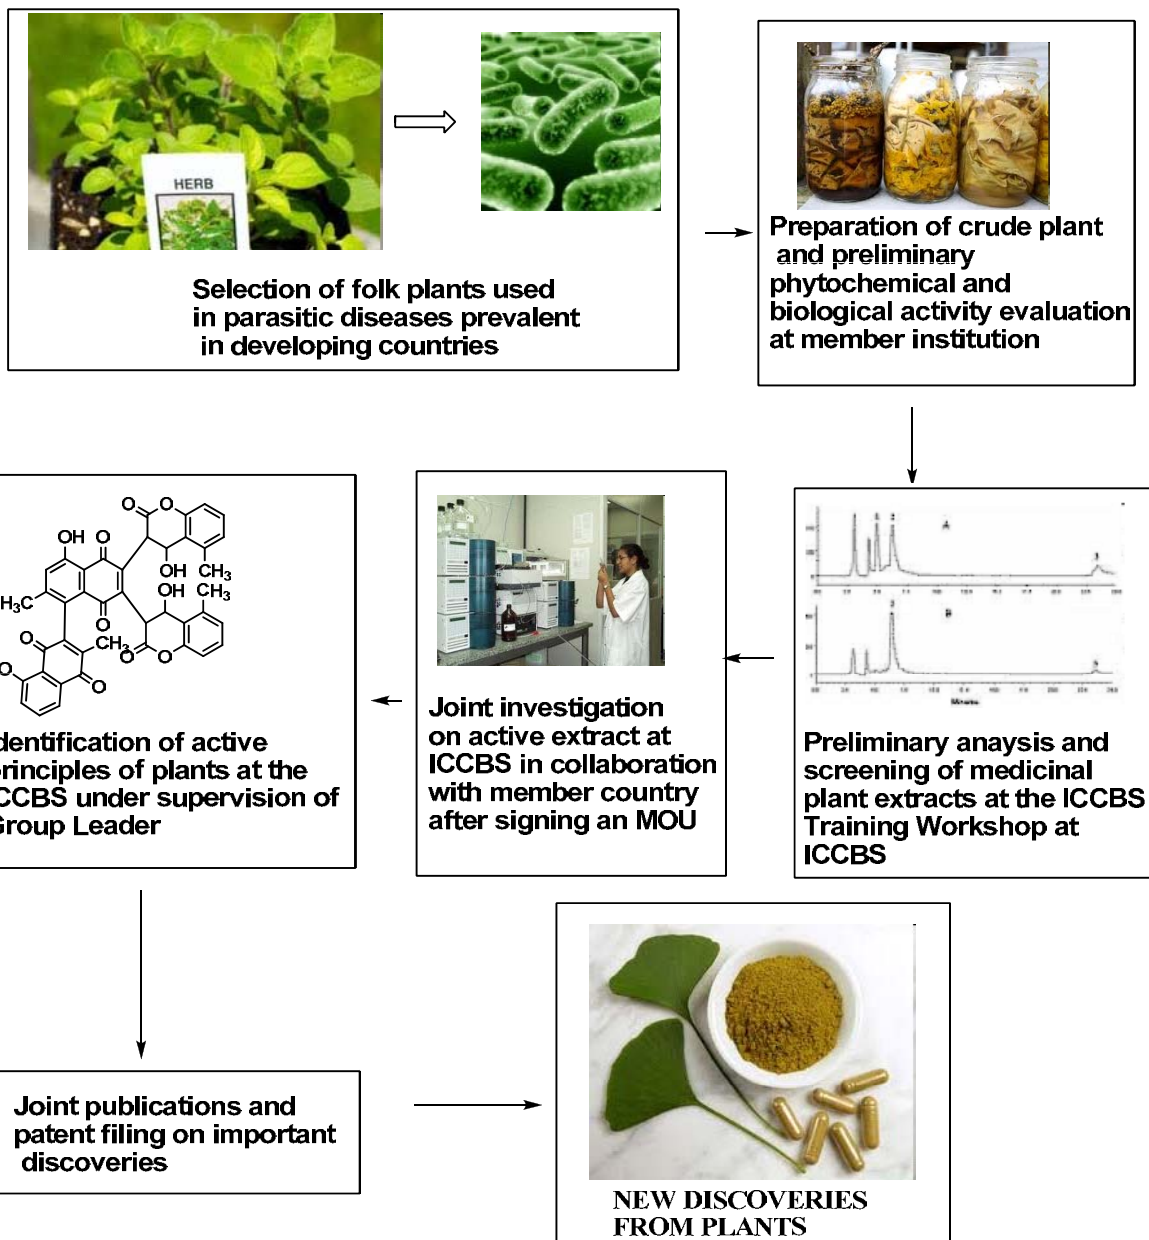 HERB
Selection of folk plants used
in parasitic diseases prevalent
in developing countries
Preparation of crude plant
and preliminary
phytochemical and
biological activity evaluation
at member institution
Preliminary anaysis and
screening of medicinal
plant extracts at the ICCBS
Training Workshop at
ICCBS
Joint investigation
on active extract at
ICCBS in collaboration
with member country
after signing an MOU
O
O
OH
O
OH
CH3
OH
CH3
H3C
O
O
CH3
O
O
O
O
dentification of active
rinciples of plants at the
CCBS under supervision of
Group Leader
Joint publications and
patent filing on important
discoveries
NEW DISCOVERIES
FROM PLANTS